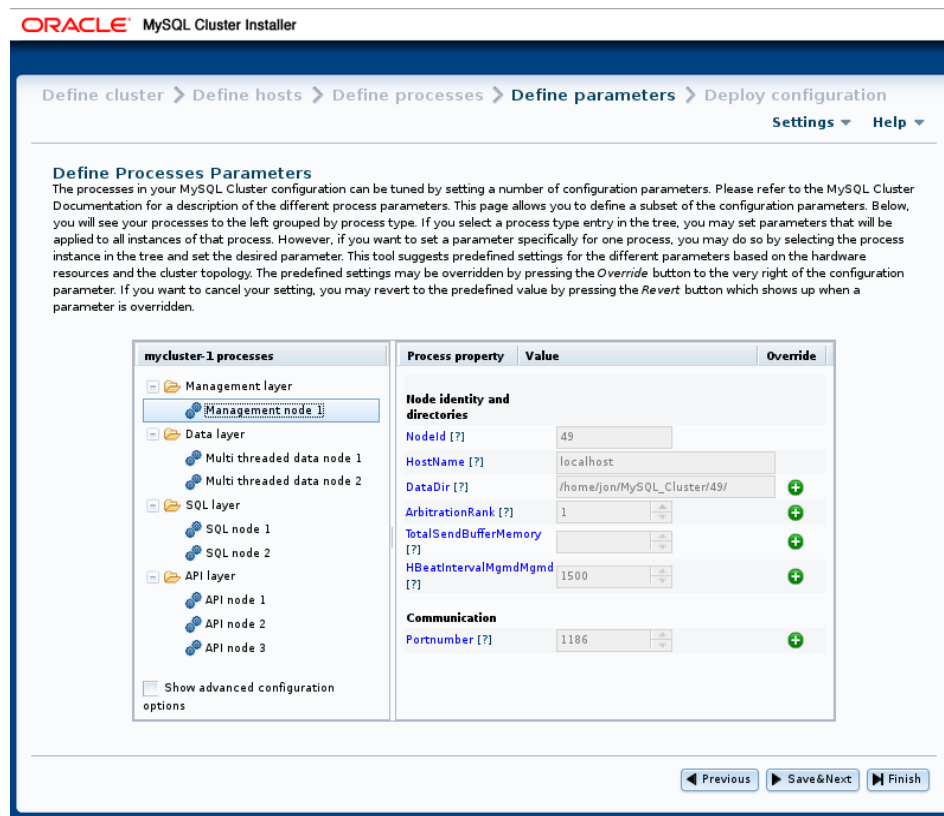 ORACLE® MySQL Cluster Installer
Define cluster > Define hosts > Define processes > Define parameters > Deploy configuration
Settings Help
Define Processes Parameters
The processes in your MySQL Cluster configuration can be tuned by setting a number of configuration parameters. Please refer to the MySQL Cluster
Documentation for a description of the different process parameters. This page allows you to define a subset of the configuration parameters. Below,
you will see your processes to the left grouped by process type. If you select a process type entry in the tree, you may set parameters that will be
applied to all instances of that process. However, if you want to set a parameter specifically for one process, you may do so by selecting the process
instance in the tree and set the desired parameter. This tool suggests predefined settings for the different parameters based on the hardware
resources and the cluster topology. The predefined settings may be overridden by pressing the Override button to the very right of the configuration
parameter. If you want to cancel your setting, you may revert to the predefined value by pressing the Revert button which shows up when a
parameter is overridden.
mycluster-1 processes
Management layer
Management node 1
Data layer
Multi threaded data node 1
Multi threaded data node 2
SQL layer
SQL node 1
SQL node 2
API layer
API node 1
API node 2
API node 3
Show advanced configuration
options
Process property Value Override
Node identity and
directories
NodeId [?] 49
HostName [?] localhost
DataDir [?] /home/jon/MySQL_Cluster/49/
ArbitrationRank [?] 1
TotalSendBufferMemory
[?]
HBeatIntervalMgmdMgmd
[?] 1500
Communication
Portnumber [?] 1186
Previous Save&Next Finish